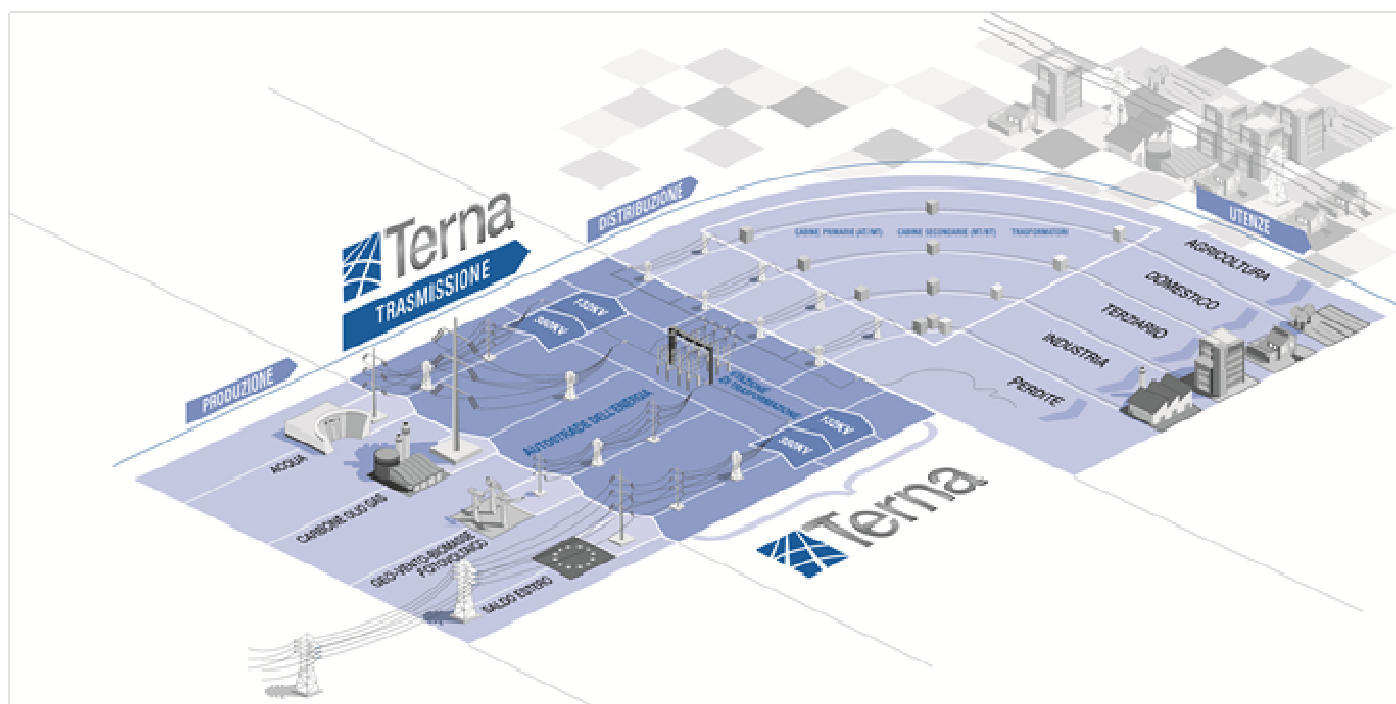 Terna
TRASMISSIONE
PRODUZIONE
DISTRIBUZIONE
UTENZE
ACQUA
CARBONE OLIO GAS
GEO-VENTO-BIOMASSE
FOTOVOLTAICO
SALDO ESTERO
380KV
132KV
AUTOSTRADE DELL'ENERGIA
STAZIONE
DI TRASFORMAZIONE
380KV
132KV
CABINE PRIMARIE (AT/MT)
CABINE SECONDARIE (MT/BT)
TRASFORMATORI
AGRICOLTURA
DOMESTICO
TERZIARIO
INDUSTRIA
PERDITE
Terna